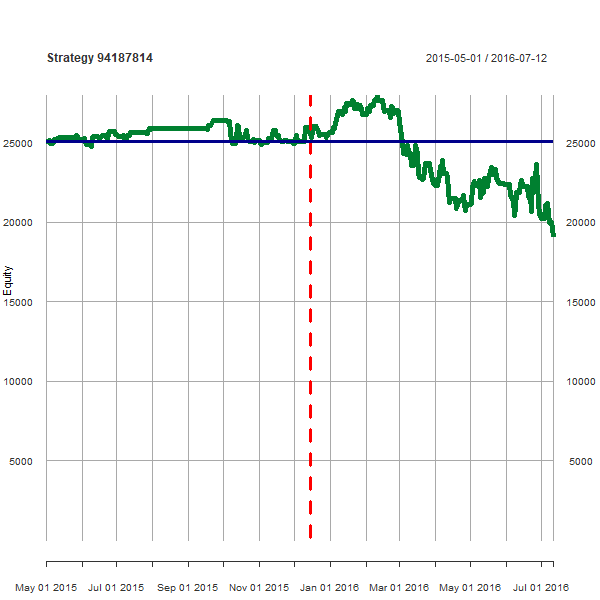 Strategy 94187814
2015-05-01 / 2016-07-12
25000
25000
20000
20000
Equity
15000
15000
10000
10000
5000
5000
May 01 2015
Jul 01 2015
Sep 01 2015
Nov 01 2015
Jan 01 2016
Mar 01 2016
May 01 2016
Jul 01 2016